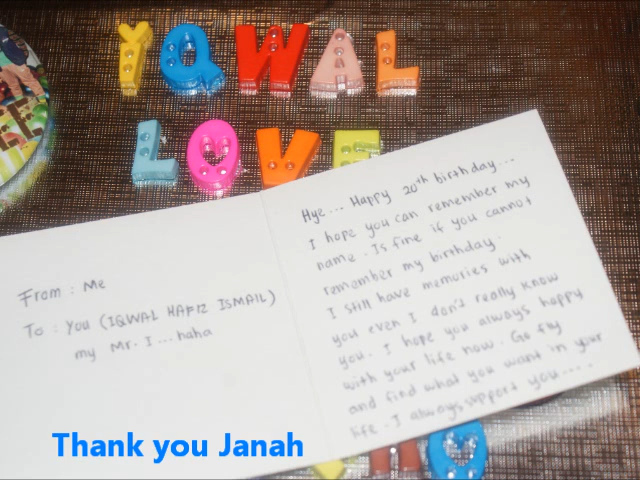 YQWAL
LOVE
From : Me
To : You (IQWAL HAFIZ ISMAIL)
my Mr. I ... haha
Hye... Happy 20th birthday...
I hope you can remember my
name. Is fine if you cannot
remember my birthday.
I still have memories with
you even I don't really know
you. I hope you always happy
with your life now. Go fly
and find what you want in your
life. I always support you.....
Thank you Janah